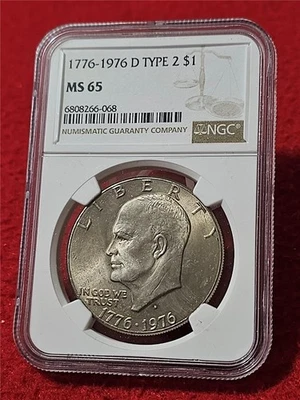 1776-1976 D TYPE 2 $1
MS 65
6808266-068
NUMISMATIC GUARANTY COMPANY
NGC
LIBERTY
IN GOD WE
TRUST
1776-1976